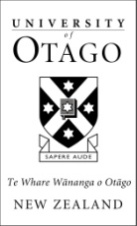 UNIVERSITY
of
OTAGO
SAPERE AUDE
Te Whare Wānanga o Otāgo
NEW ZEALAND